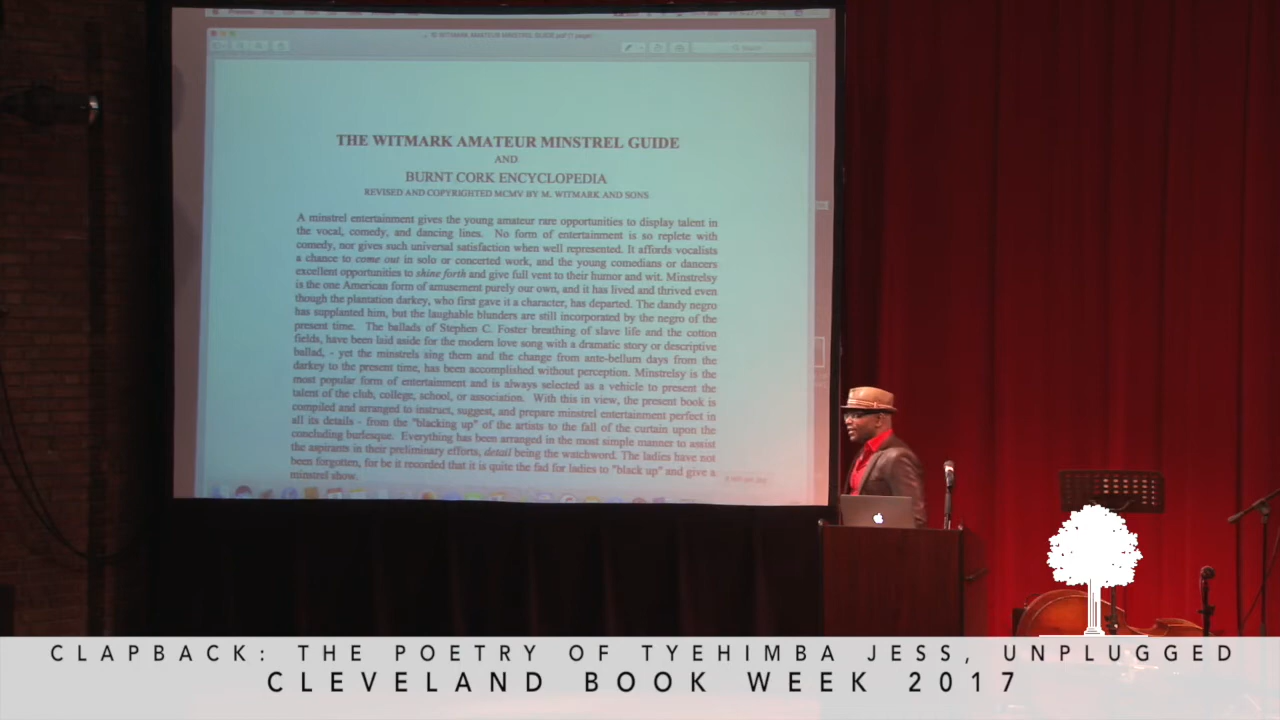 W WITMARK AMATEUR MINSTREL GUIDE.pdf (1 page)
Search
THE WITMARK AMATEUR MINSTREL GUIDE
AND
BURNT CORK ENCYCLOPEDIA
REVISED AND COPYRIGHTED MCMV BY M. WITMARK AND SONS
A minstrel entertainment gives the young amateur rare opportunities to display talent in
the vocal, comedy, and dancing lines. No form of entertainment is so replete with
comedy, nor gives such universal satisfaction when well represented. It affords vocalists
a chance to come out in solo or concerted work, and the young comedians or dancers
excellent opportunities to shine forth and give full vent to their humor and wit. Minstrelsy
is the one American form of amusement purely our own, and it has lived and thrived even
though the plantation darkey, who first gave it a character, has departed. The dandy negro
has supplanted him, but the laughable blunders are still incorporated by the negro of the
present time. The ballads of Stephen C. Foster breathing of slave life and the cotton
fields, have been laid aside for the modern love song with a dramatic story or descriptive
ballad, - yet the minstrels sing them and the change from ante-bellum days from the
darkey to the present time, has been accomplished without perception. Minstrelsy is the
most popular form of entertainment and is always selected as a vehicle to present the
talent of the club, college, school, or association. With this in view, the present book is
compiled and arranged to instruct, suggest, and prepare minstrel entertainment perfect in
all its details - from the "blacking up" of the artists to the fall of the curtain upon the
concluding burlesque. Everything has been arranged in the most simple manner to assist
the aspirants in their preliminary efforts, detail being the watchword. The ladies have not
been forgotten, for be it recorded that it is quite the fad for ladies to "black up" and give a
minstrel show.
CLAPBACK: THE POETRY OF TYEHIMBA JESS, UNPLUGGED
CLEVELAND BOOK WEEK 2017